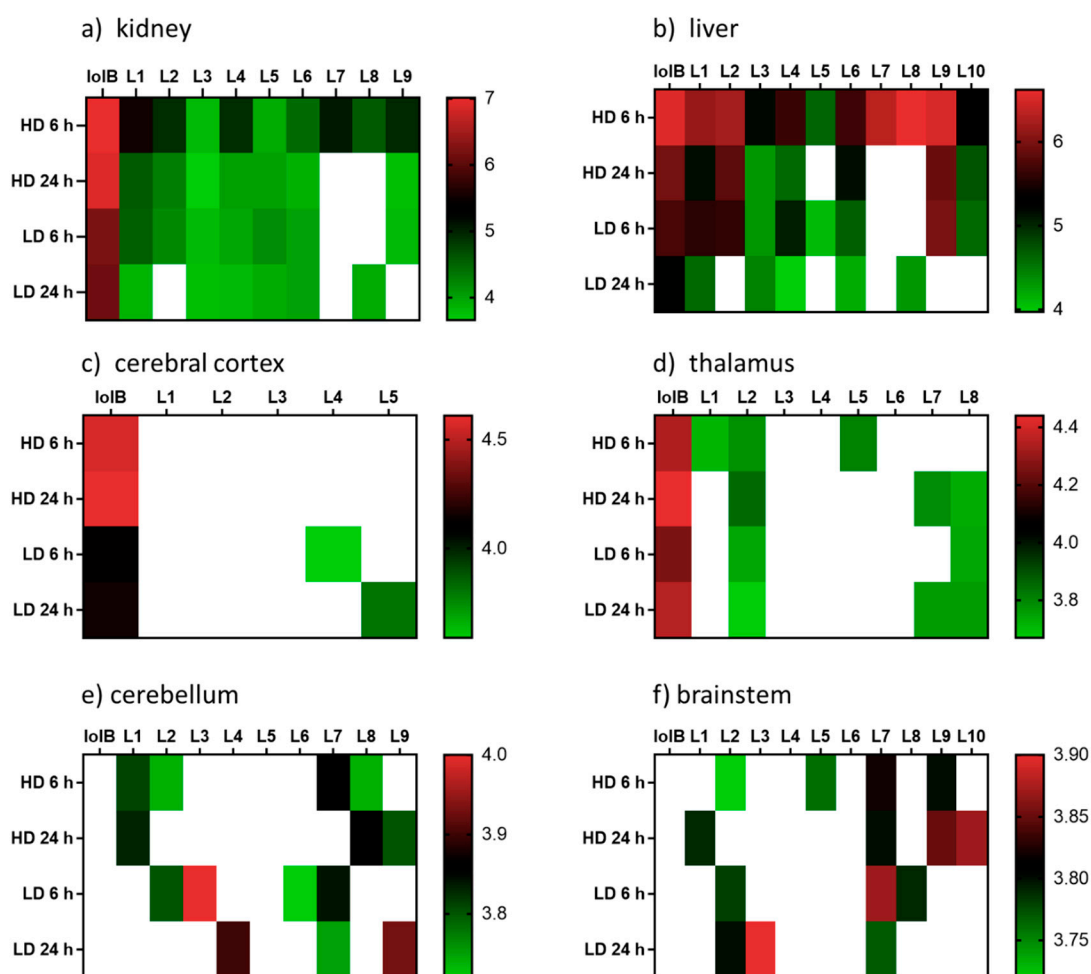 a) kidney
lolB L1 L2 L3 L4 L5 L6 L7 L8 L9
HD 6 h
HD 24 h
LD 6 h
LD 24 h
7
6
5
4
b) liver
lolB L1 L2 L3 L4 L5 L6 L7 L8 L9 L10
HD 6 h
HD 24 h
LD 6 h
LD 24 h
6
5
4
c) cerebral cortex
lolB L1 L2 L3 L4 L5
HD 6 h
HD 24 h
LD 6 h
LD 24 h
4.5
4.0
d) thalamus
lolB L1 L2 L3 L4 L5 L6 L7 L8
HD 6 h
HD 24 h
LD 6 h
LD 24 h
4.4
4.2
4.0
3.8
e) cerebellum
lolB L1 L2 L3 L4 L5 L6 L7 L8 L9
HD 6 h
HD 24 h
LD 6 h
LD 24 h
4.0
3.9
3.8
f) brainstem
lolB L1 L2 L3 L4 L5 L6 L7 L8 L9 L10
HD 6 h
HD 24 h
LD 6 h
LD 24 h
3.90
3.85
3.80
3.75